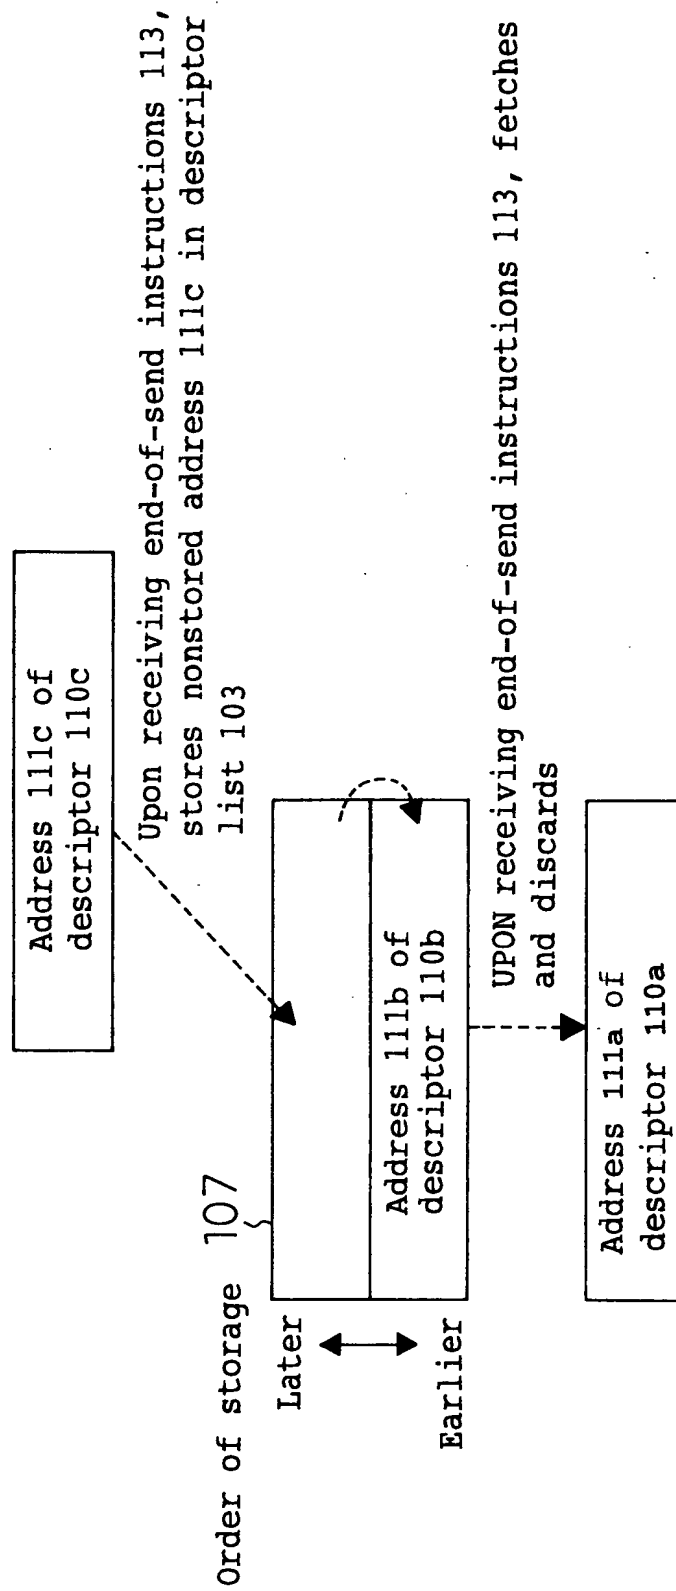 Address 111c of
descriptor 110c
Upon receiving end-of-send instructions 113,
stores nonstored address 111c in descriptor
list 103
Order of storage
107
Later
Earlier
Address 111b of
descriptor 110b
UPON receiving end-of-send instructions 113, fetches
and discards
Address 111a of
descriptor 110a